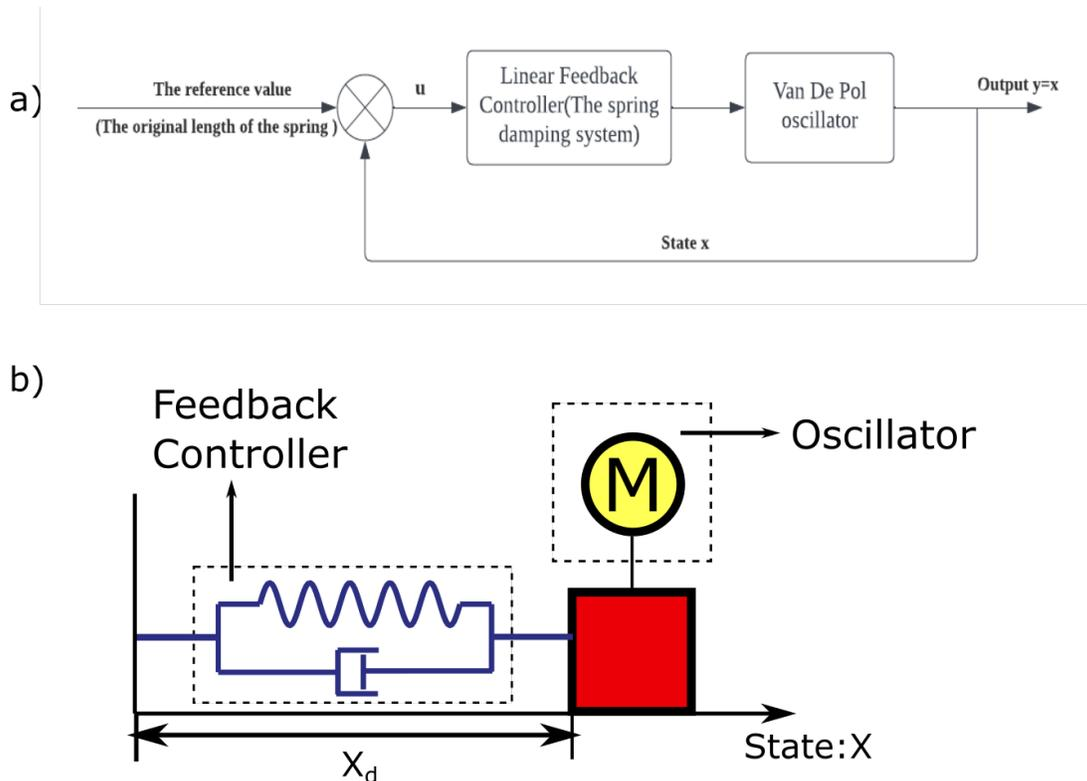 a)
The reference value
(The original length of the spring )
u
Linear Feedback
Controller(The spring
damping system)
Van De Pol
oscillator
Output y=x
State x
b)
Feedback
Controller
M
Oscillator
State:X
Xd